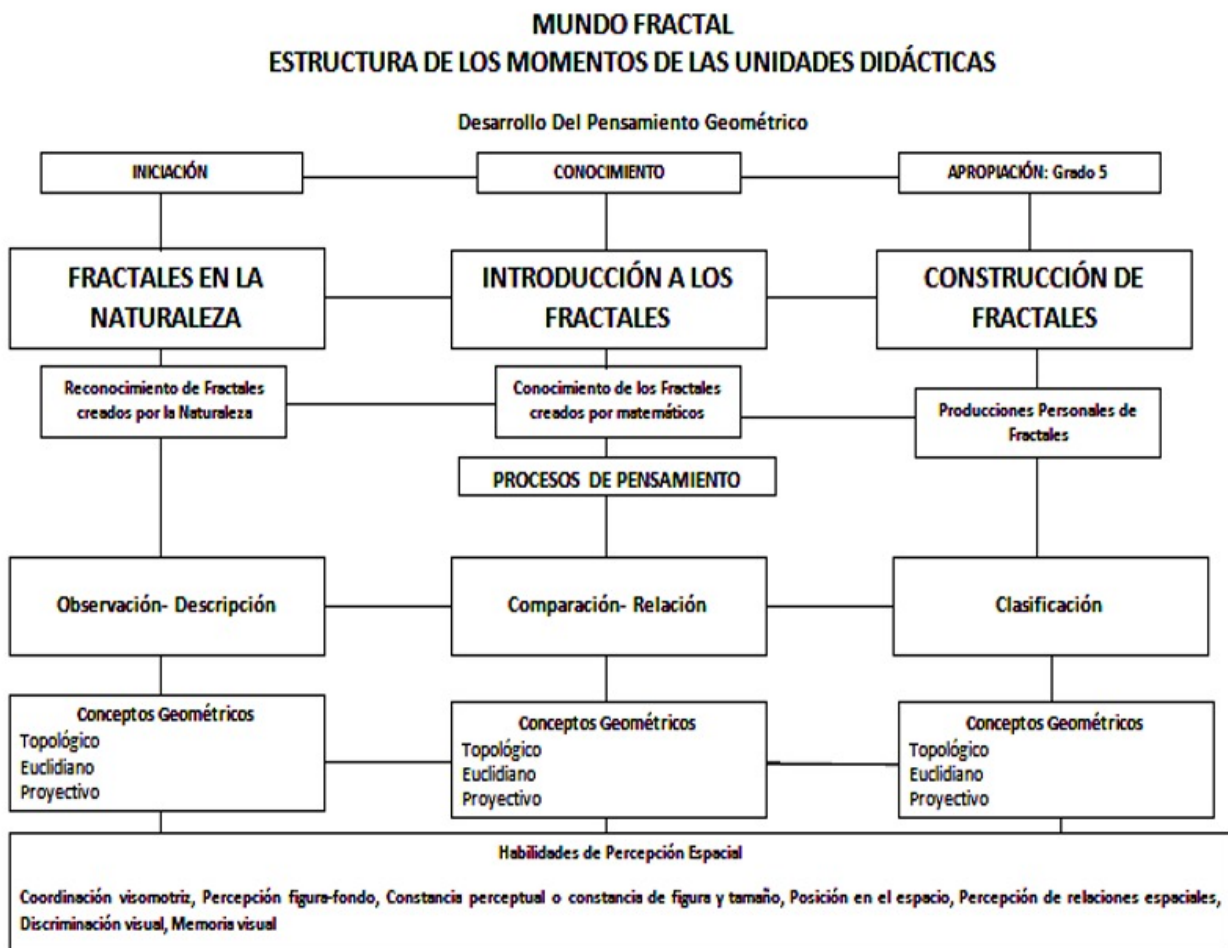 MUNDO FRACTAL
ESTRUCTURA DE LOS MOMENTOS DE LAS UNIDADES DIDÁCTICAS
Desarrollo Del Pensamiento Geométrico
INICIACIÓN
CONOCIMIENTO
APROPIACIÓN: Grado 5
FRACTALES EN LA
NATURALEZA
INTRODUCCIÓN A LOS
FRACTALES
CONSTRUCCIÓN DE
FRACTALES
Reconocimiento de Fractales
creados por la Naturaleza
Conocimiento de los Fractales
creados por matemáticos
Producciones Personales de
Fractales
PROCESOS DE PENSAMIENTO
Observación- Descripción
Comparación- Relación
Clasificación
Conceptos Geométricos
Topológico
Euclidiano
Proyectivo
Conceptos Geométricos
Topológico
Euclidiano
Proyectivo
Conceptos Geométricos
Topológico
Euclidiano
Proyectivo
Habilidades de Percepción Espacial
Coordinación visomotriz, Percepción figura-fondo, Constancia perceptual o constancia de figura y tamaño, Posición en el espacio, Percepción de relaciones espaciales,
Discriminación visual, Memoria visual